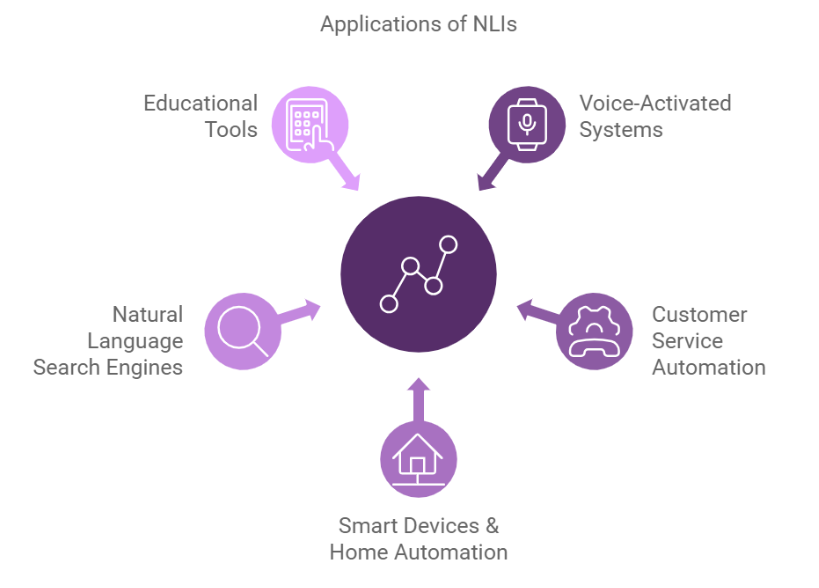 Applications of NLIs
Educational
Tools
Voice-Activated
Systems
Natural
Language
Search Engines
Customer
Service
Automation
Smart Devices &
Home Automation